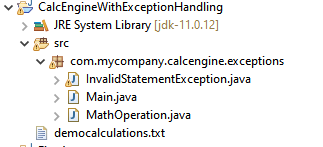 CalcEngineWithExceptionHandling
JRE System Library [jdk-11.0.12]
src
com.mycompany.calcengine.exceptions
InvalidStatementException.java
Main.java
MathOperation.java
democalculations.txt